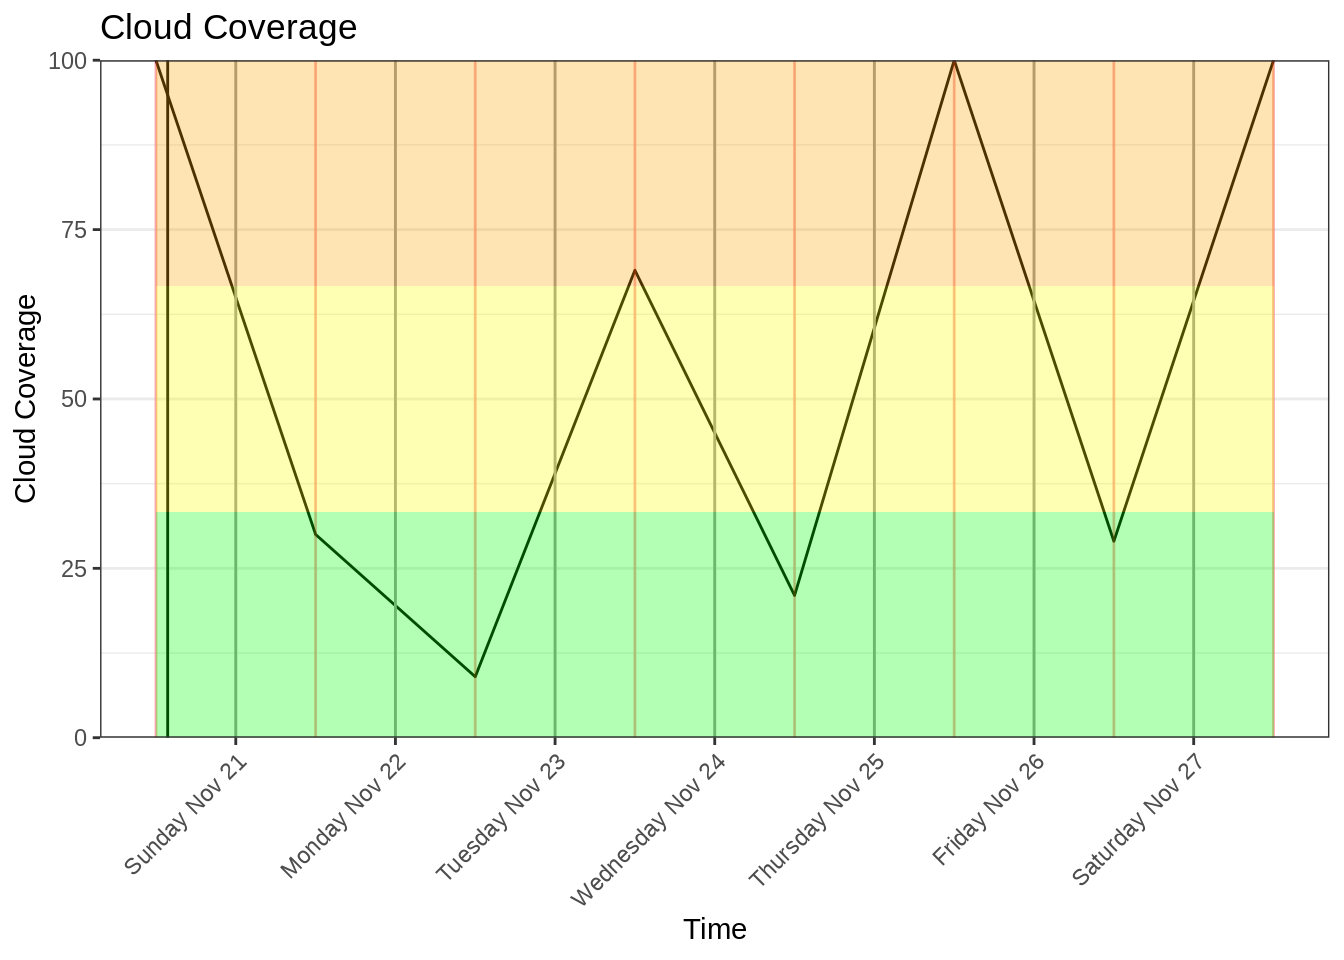 Cloud Coverage
100
75
50
25
0
Cloud Coverage
Sunday Nov 21
Monday Nov 22
Tuesday Nov 23
Wednesday Nov 24
Thursday Nov 25
Friday Nov 26
Saturday Nov 27
Time